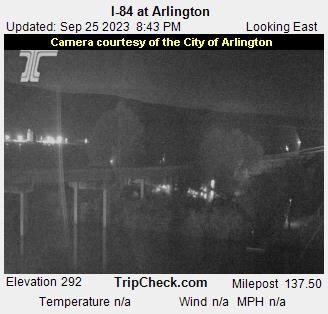 I-84 at Arlington
Updated: Sep 25 2023 8:43 PM Looking East
Camera courtesy of the City of Arlington
Elevation 292 TripCheck.com Milepost 137.50
Temperature n/a Wind n/a MPH n/a